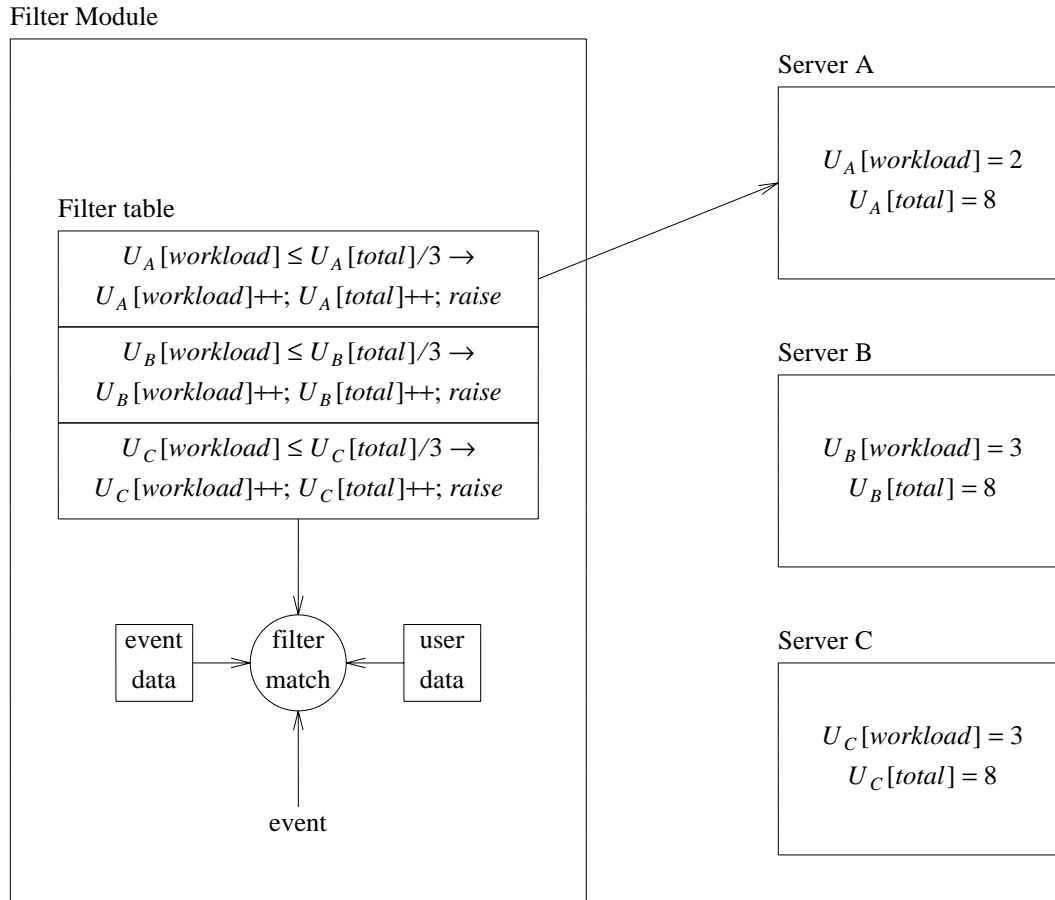 Filter Module
Filter table
U_A[workload] ≤ U_A[total]/3 →
U_A[workload]++; U_A[total]++; raise
U_B[workload] ≤ U_B[total]/3 →
U_B[workload]++; U_B[total]++; raise
U_C[workload] ≤ U_C[total]/3 →
U_C[workload]++; U_C[total]++; raise
event
data
filter
match
user
data
event
Server A
U_A[workload] = 2
U_A[total] = 8
Server B
U_B[workload] = 3
U_B[total] = 8
Server C
U_C[workload] = 3
U_C[total] = 8